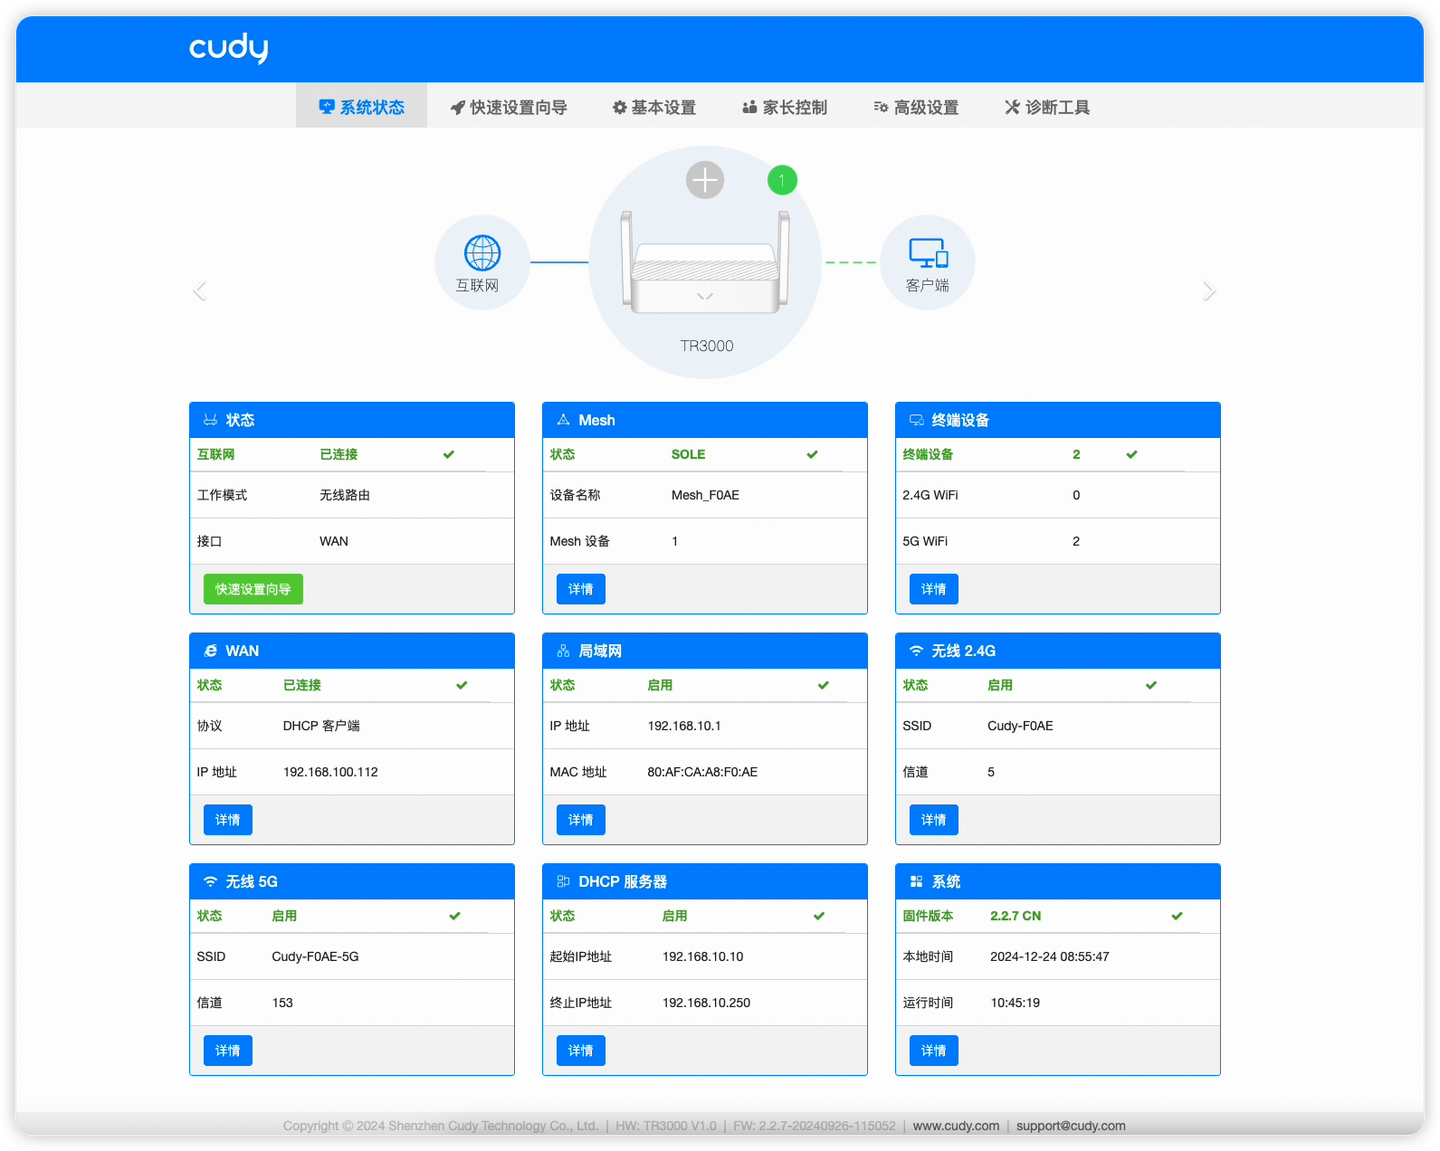 cudy
系统状态 快速设置向导 基本设置 家长控制 高级设置 诊断工具
1
互联网
客户端
TR3000
状态
互联网 已连接
工作模式 无线路由
接口 WAN
快速设置向导
Mesh
状态 SOLE
设备名称 Mesh_F0AE
Mesh 设备 1
详情
终端设备
终端设备 2
2.4G WiFi 0
5G WiFi 2
详情
WAN
状态 已连接
协议 DHCP 客户端
IP 地址 192.168.100.112
详情
局域网
状态 启用
IP 地址 192.168.10.1
MAC 地址 80:AF:CA:A8:F0:AE
详情
无线 2.4G
状态 启用
SSID Cudy-F0AE
信道 5
详情
无线 5G
状态 启用
SSID Cudy-F0AE-5G
信道 153
详情
DHCP 服务器
状态 启用
起始IP地址 192.168.10.10
终止IP地址 192.168.10.250
详情
系统
固件版本 2.2.7 CN
本地时间 2024-12-24 08:55:47
运行时间 10:45:19
详情
Copyright © 2024 Shenzhen Cudy Technology Co., Ltd. | HW: TR3000 V1.0 | FW: 2.2.7-20240926-115052 | www.cudy.com | support@cudy.com